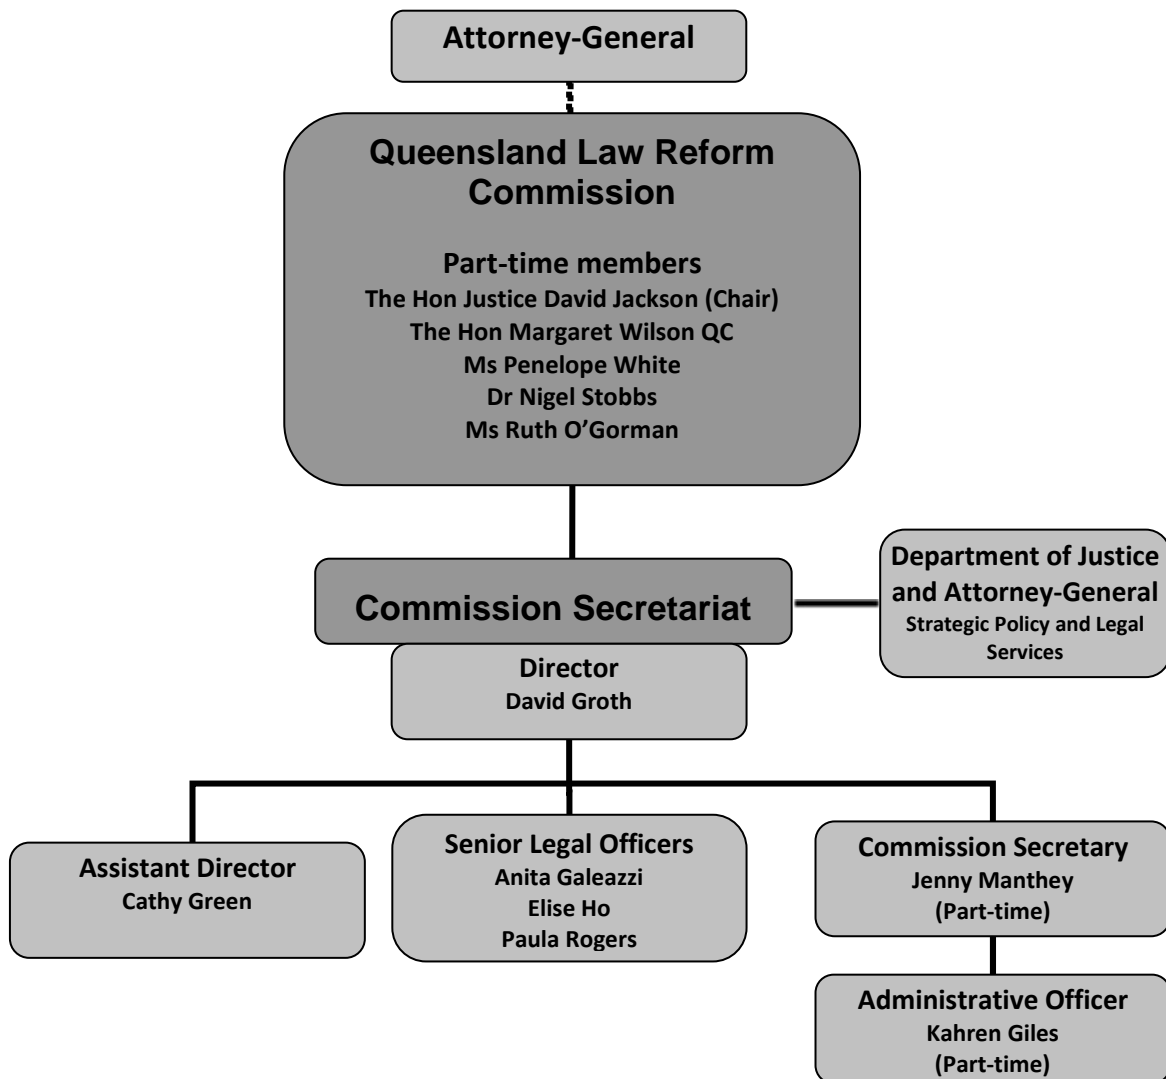 Attorney-General
Queensland Law Reform
Commission
Part-time members
The Hon Justice David Jackson (Chair)
The Hon Margaret Wilson QC
Ms Penelope White
Dr Nigel Stobbs
Ms Ruth O’Gorman
Commission Secretariat
Department of Justice
and Attorney-General
Strategic Policy and Legal
Services
Director
David Groth
Assistant Director
Cathy Green
Senior Legal Officers
Anita Galeazzi
Elise Ho
Paula Rogers
Commission Secretary
Jenny Manthey
(Part-time)
Administrative Officer
Kahren Giles
(Part-time)